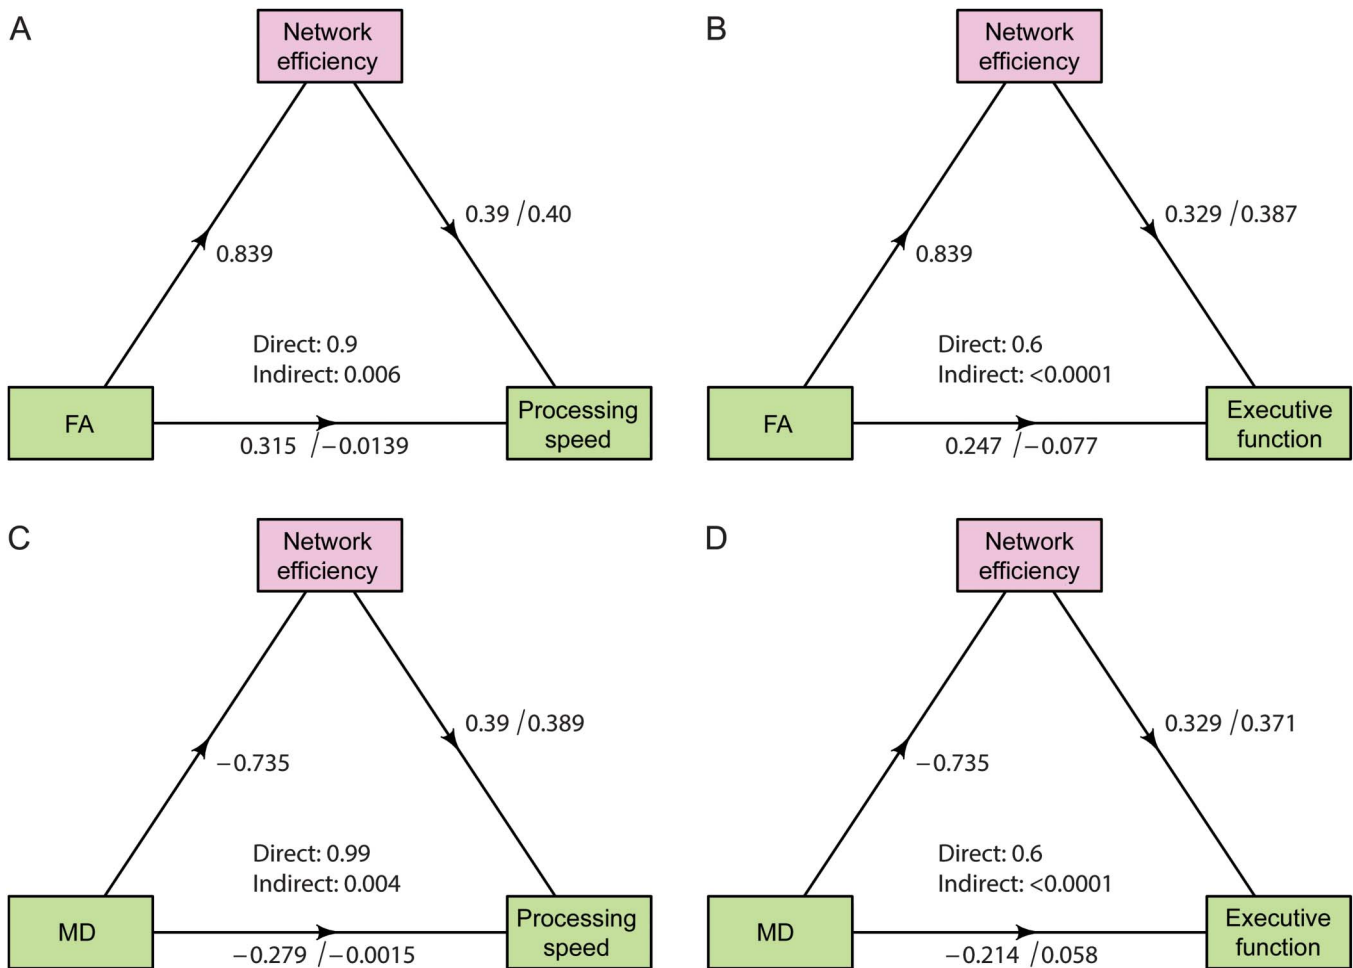 A
Network
efficiency
0.39 / 0.40
0.839
Direct: 0.9
Indirect: 0.006
FA
Processing
speed
0.315 / −0.0139
B
Network
efficiency
0.329 / 0.387
0.839
Direct: 0.6
Indirect: <0.0001
FA
Executive
function
0.247 / −0.077
C
Network
efficiency
0.39 / 0.389
−0.735
Direct: 0.99
Indirect: 0.004
MD
Processing
speed
−0.279 / −0.0015
D
Network
efficiency
0.329 / 0.371
−0.735
Direct: 0.6
Indirect: <0.0001
MD
Executive
function
−0.214 / 0.058